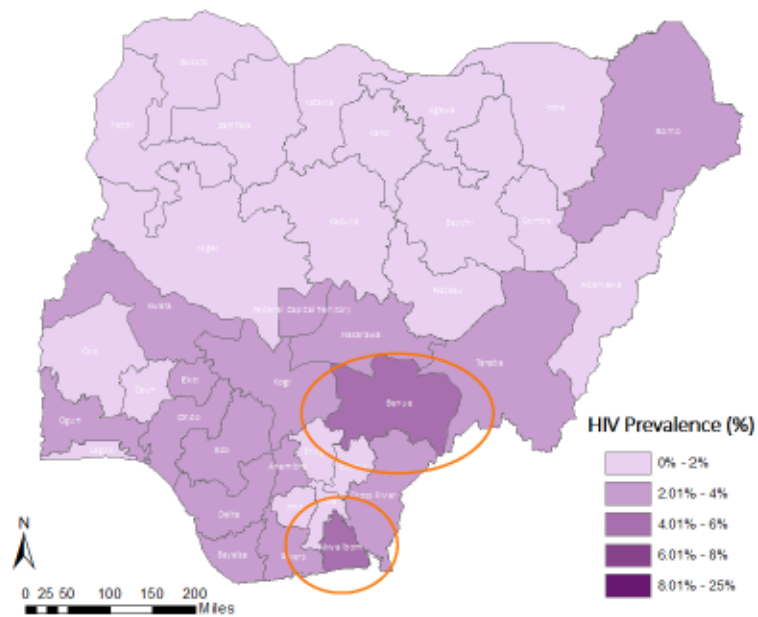 Sokoto
Kebbi
Zamfara
Katsina
Kano
Jigawa
Yobe
Borno
Niger
Kaduna
Bauchi
Gombe
Adamawa
Plateau
Kwara
Federal Capital Territory
Nasarawa
Taraba
Oyo
Osun
Ekiti
Kogi
Benue
Ogun
Ondo
Edo
Lagos
Anambra
Cross River
Imo
Delta
Bayelsa
Rivers
Akwa Ibom
HIV Prevalence (%)
0% - 2%
2.01% - 4%
4.01% - 6%
6.01% - 8%
8.01% - 25%
N
0 25 50 100 150 200
Miles